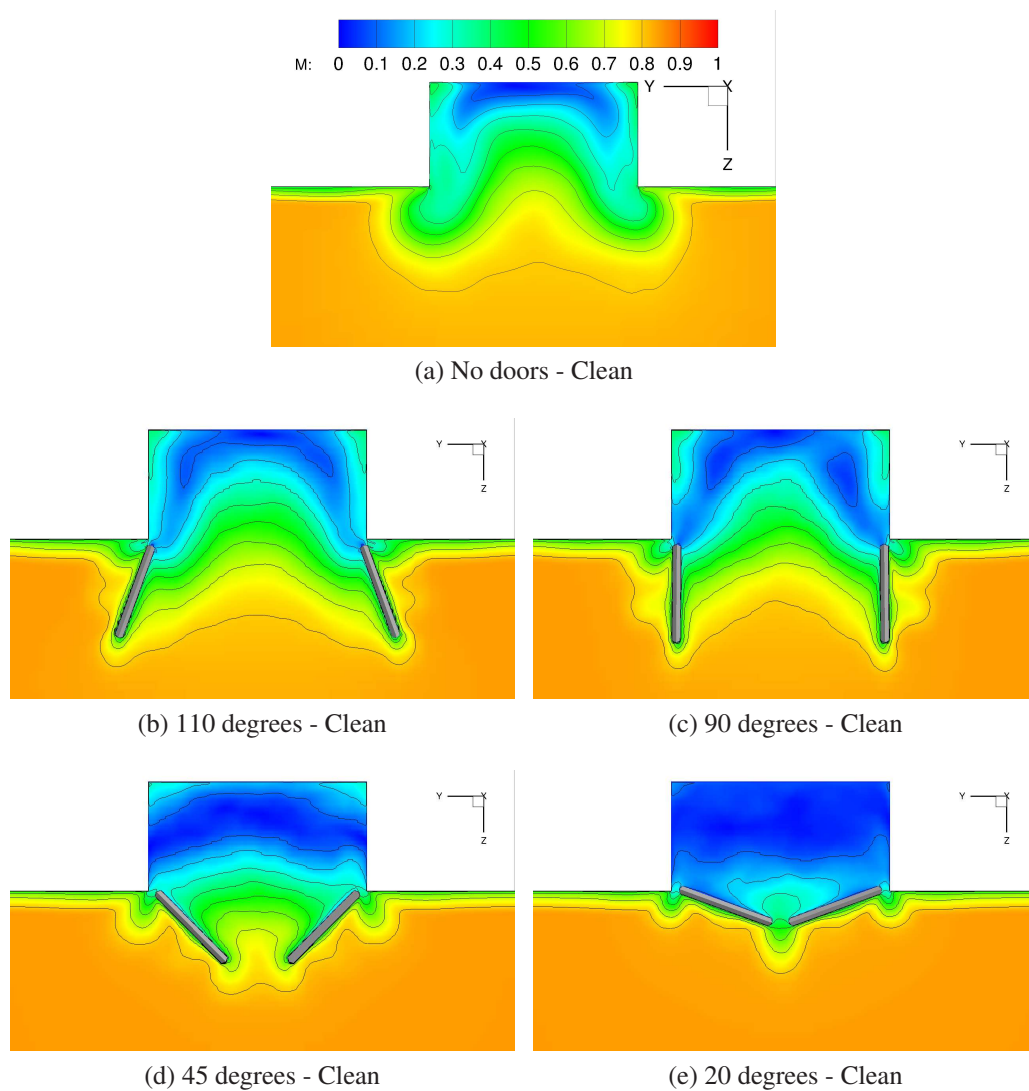 M: 0 0.1 0.2 0.3 0.4 0.5 0.6 0.7 0.8 0.9 1
Y X
Z
(a) No doors - Clean
Y X
Z
Y X
Z
(b) 110 degrees - Clean
(c) 90 degrees - Clean
Y X
Z
Y X
Z
(d) 45 degrees - Clean
(e) 20 degrees - Clean